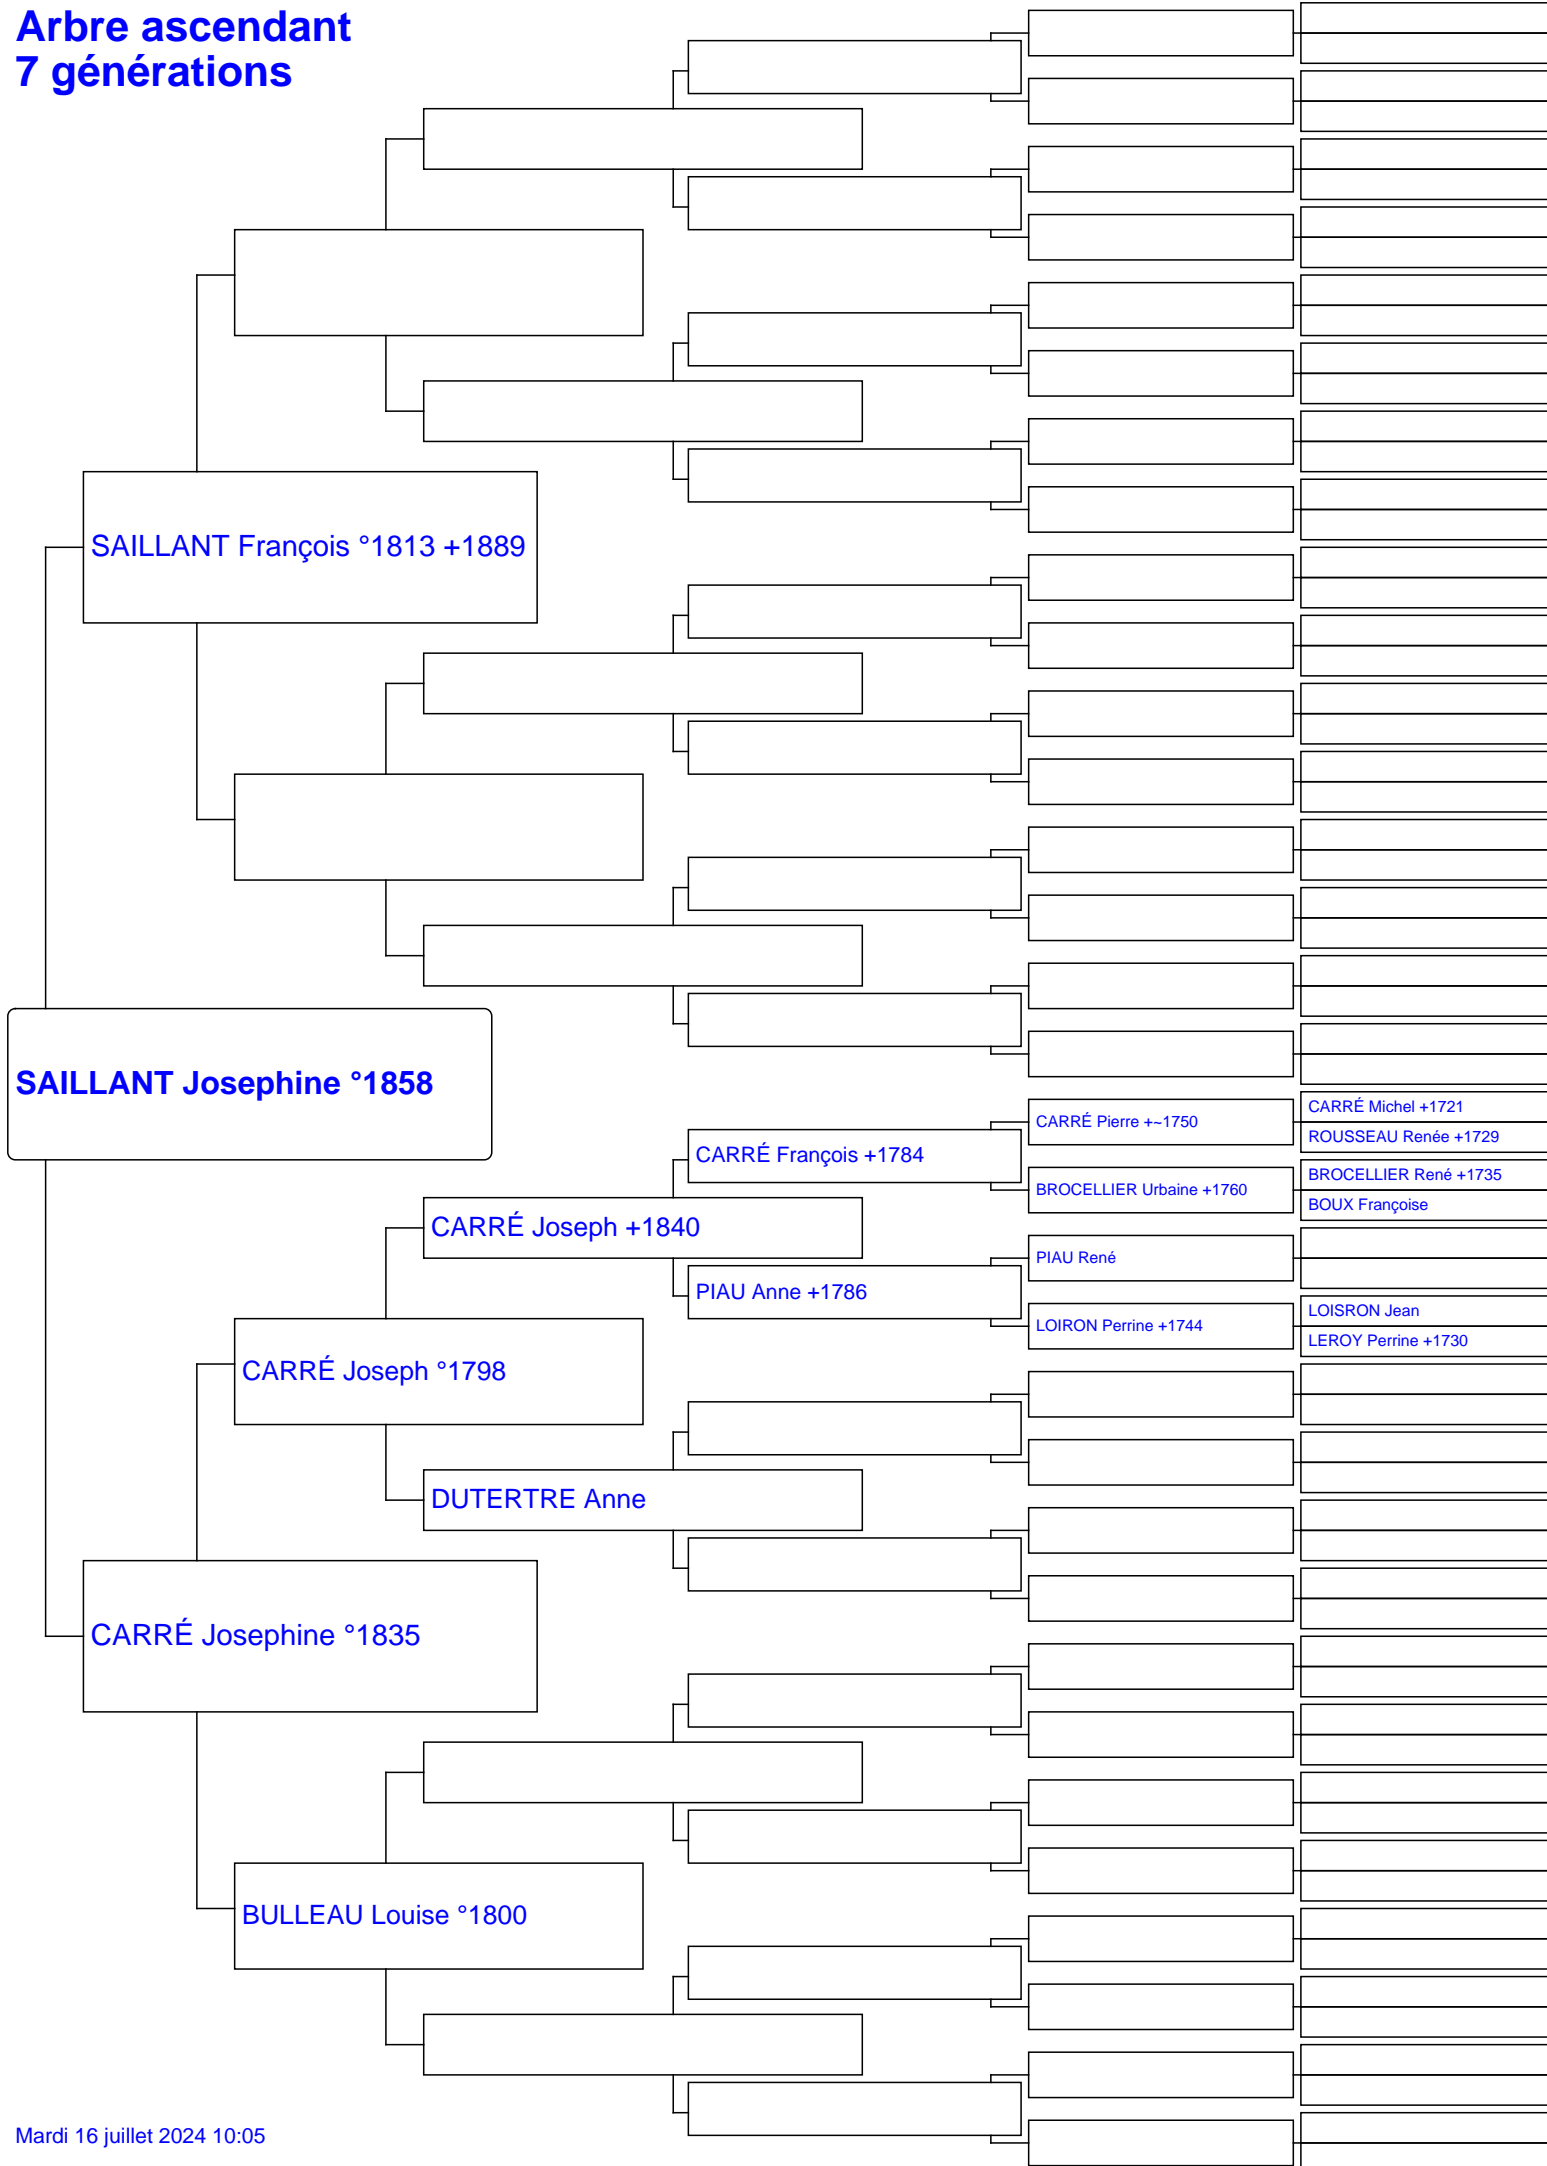 Arbre ascendant
7 générations
SAILLANT François °1813 +1889
SAILLANT Josephine °1858
CARRÉ Pierre +~1750
CARRÉ Michel +1721
ROUSSEAU Renée +1729
CARRÉ François +1784
BROCELLIER Urbaine +1760
BROCELLIER René +1735
BOUX Françoise
CARRÉ Joseph +1840
PIAU René
PIAU Anne +1786
LOIRON Perrine +1744
LOISRON Jean
LEROY Perrine +1730
CARRÉ Joseph °1798
DUTERTRE Anne
CARRÉ Josephine °1835
BULLEAU Louise °1800
Mardi 16 juillet 2024 10:05